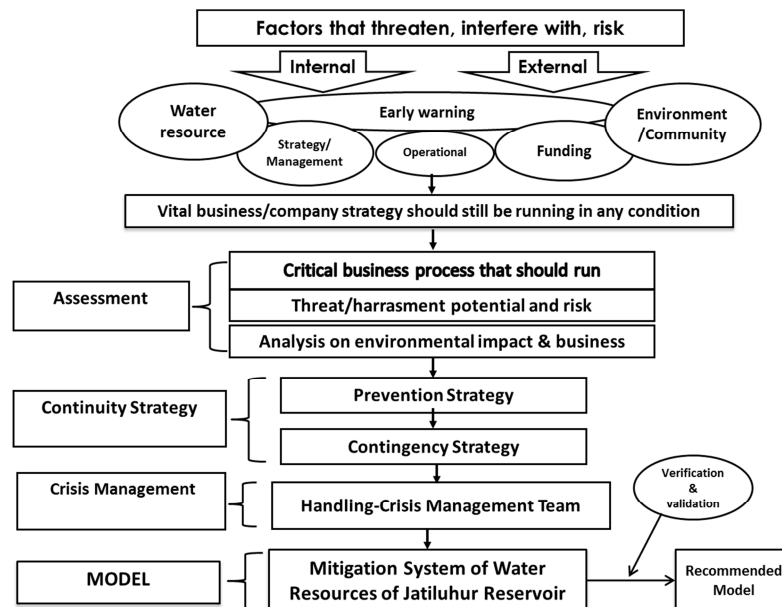 Factors that threaten, interfere with, risk
Internal
External
Water
resource
Early warning
Environment
/Community
Strategy/
Management
Operational
Funding
Vital business/company strategy should still be running in any condition
Critical business process that should run
Assessment
Threat/harrasment potential and risk
Analysis on environmental impact & business
Continuity Strategy
Prevention Strategy
Contingency Strategy
Crisis Management
Handling-Crisis Management Team
Verification
&
validation
MODEL
Mitigation System of Water
Resources of Jatiluhur Reservoir
Recommended
Model